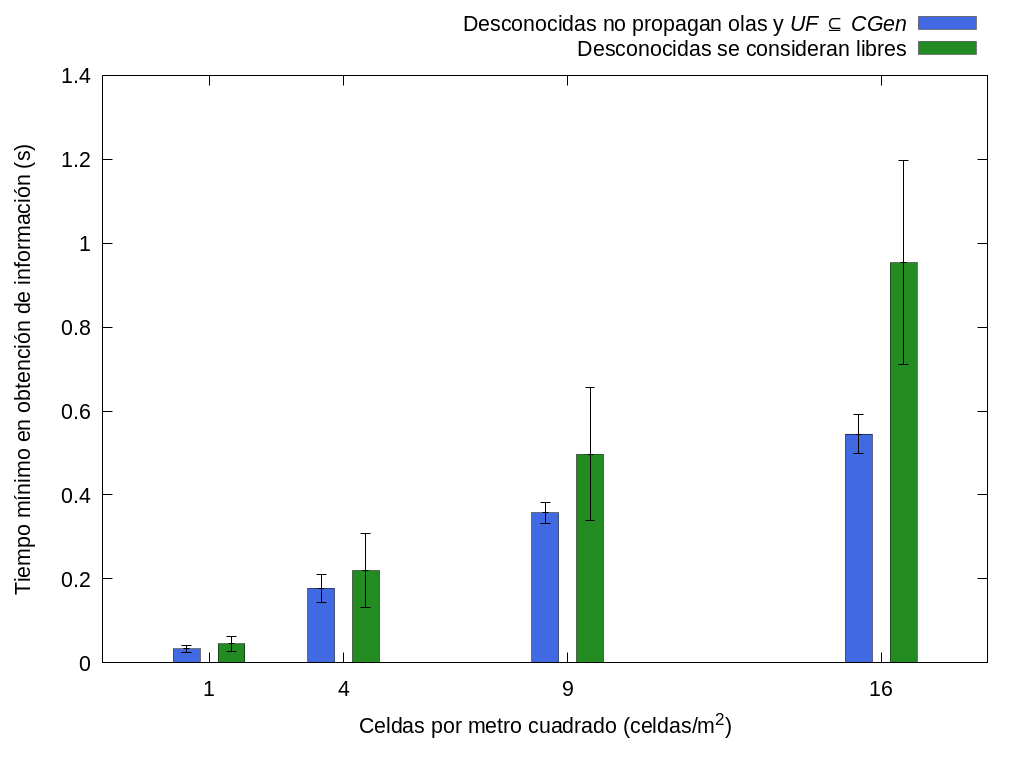 Desconocidas no propagan olas y UF ⊆ CGen
Desconocidas se consideran libres
1.4
1.2
1
0.8
0.6
0.4
0.2
0
Tiempo mínimo en obtención de información (s)
1 4 9 16
Celdas por metro cuadrado (celdas/m²)